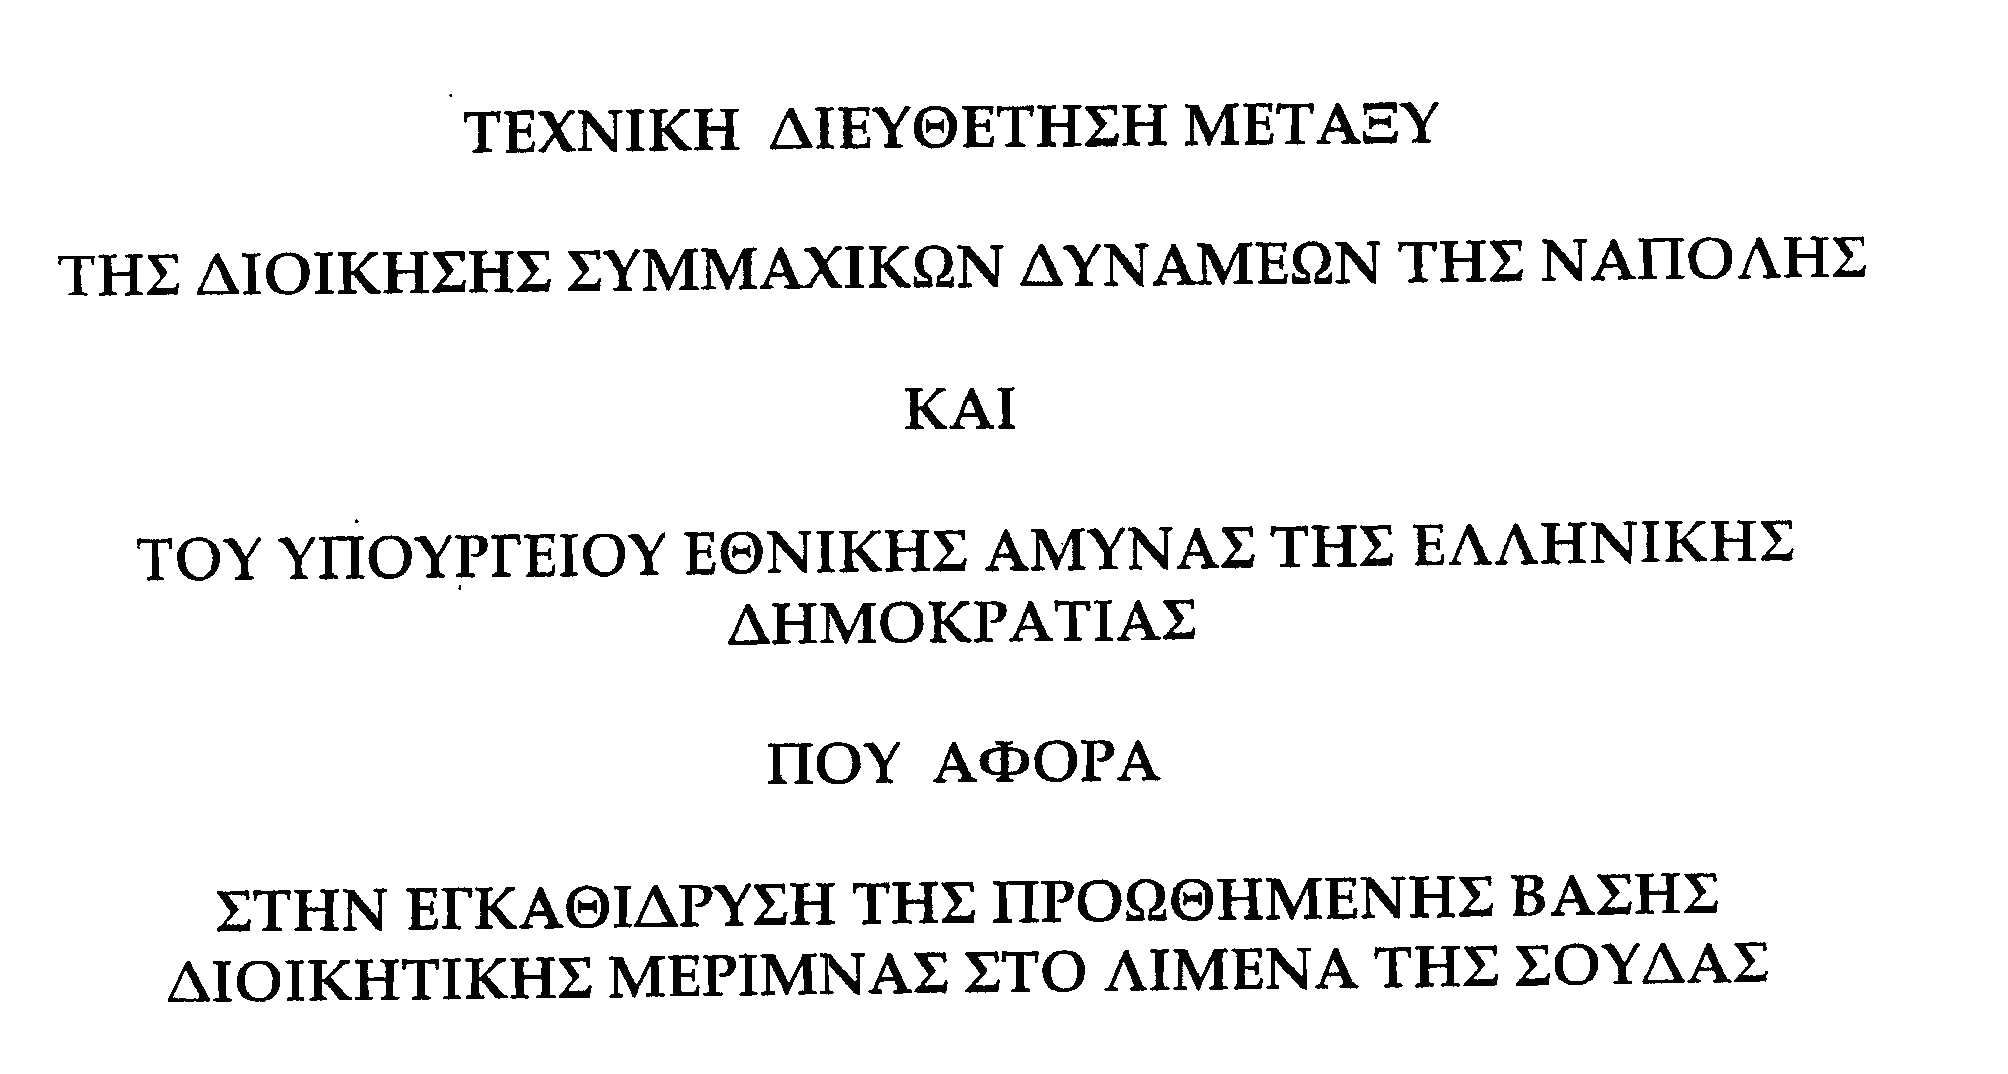 ΤΕΧΝΙΚΗ ΔΙΕΥΘΕΤΗΣΗ ΜΕΤΑΞΥ
ΤΗΣ ΔΙΟΙΚΗΣΗΣ ΣΥΜΜΑΧΙΚΩΝ ΔΥΝΑΜΕΩΝ ΤΗΣ ΝΑΠΟΛΗΣ
ΚΑΙ
ΤΟΥ ΥΠΟΥΡΓΕΙΟΥ ΕΘΝΙΚΗΣ ΑΜΥΝΑΣ ΤΗΣ ΕΛΛΗΝΙΚΗΣ
ΔΗΜΟΚΡΑΤΙΑΣ
ΠΟΥ ΑΦΟΡΑ
ΣΤΗΝ ΕΓΚΑΘΙΔΡΥΣΗ ΤΗΣ ΠΡΟΩΘΗΜΕΝΗΣ ΒΑΣΗΣ
ΔΙΟΙΚΗΤΙΚΗΣ ΜΕΡΙΜΝΑΣ ΣΤΟ ΛΙΜΕΝΑ ΤΗΣ ΣΟΥΔΑΣ